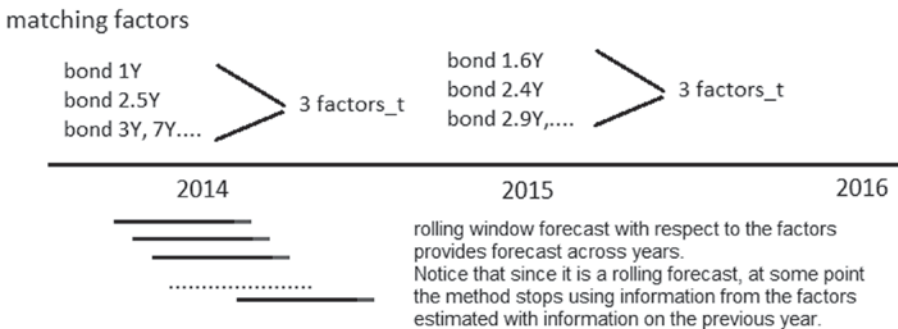 matching factors
bond 1Y
bond 2.5Y
bond 3Y, 7Y....
3 factors_t
bond 1.6Y
bond 2.4Y
bond 2.9Y,....
3 factors_t
2014
2015
2016
rolling window forecast with respect to the factors
provides forecast across years.
Notice that since it is a rolling forecast, at some point
the method stops using information from the factors
estimated with information on the previous year.